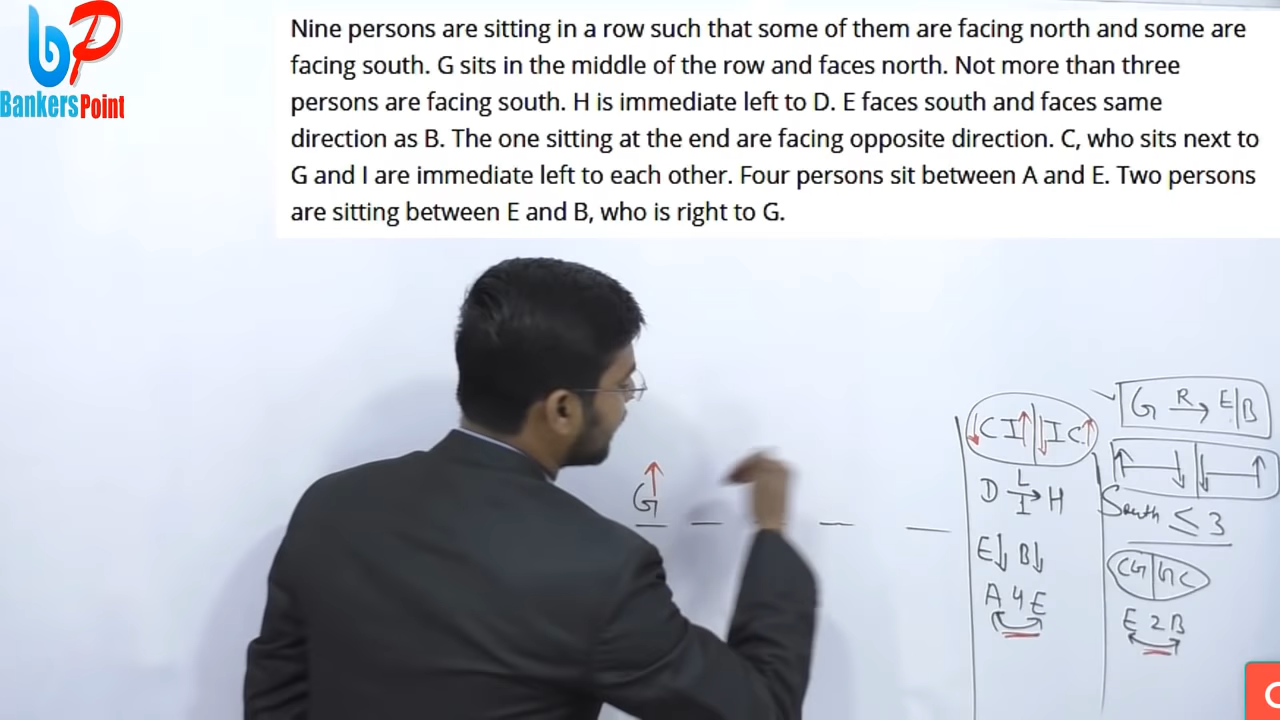 bp
BankersPoint
Nine persons are sitting in a row such that some of them are facing north and some are
facing south. G sits in the middle of the row and faces north. Not more than three
persons are facing south. H is immediate left to D. E faces south and faces same
direction as B. The one sitting at the end are facing opposite direction. C, who sits next to
G and I are immediate left to each other. Four persons sit between A and E. Two persons
are sitting between E and B, who is right to G.
G↑
↓CI↑|↓IC↑
D L/I→ H
E↓ B↓
A 4 E
G R→ E|B
↑—↓|↓—↑
South ≤ 3
CG|GC
E 2 B